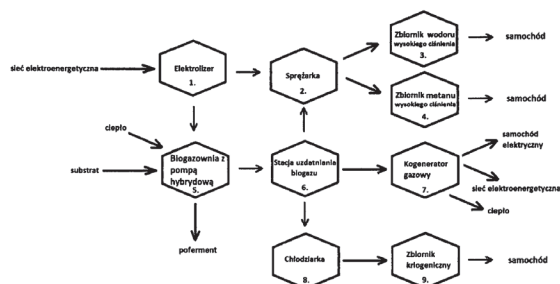 Elektrolizer
1.
sieć elektroenergetyczna
Sprężarka
2.
Zbiornik wodoru
wysokiego ciśnienia
3.
samochód
Zbiornik metanu
wysokiego ciśnienia
4.
samochód
ciepło
substrat
Biogazownia z
pompą
hybrydową
5.
poferment
Stacja uzdatniania
biogazu
6.
Kogenerator
gazowy
7.
samochód
elektryczny
sieć elektroenergetyczna
ciepło
Chłodziarka
8.
Zbiornik
kriogeniczny
9.
samochód